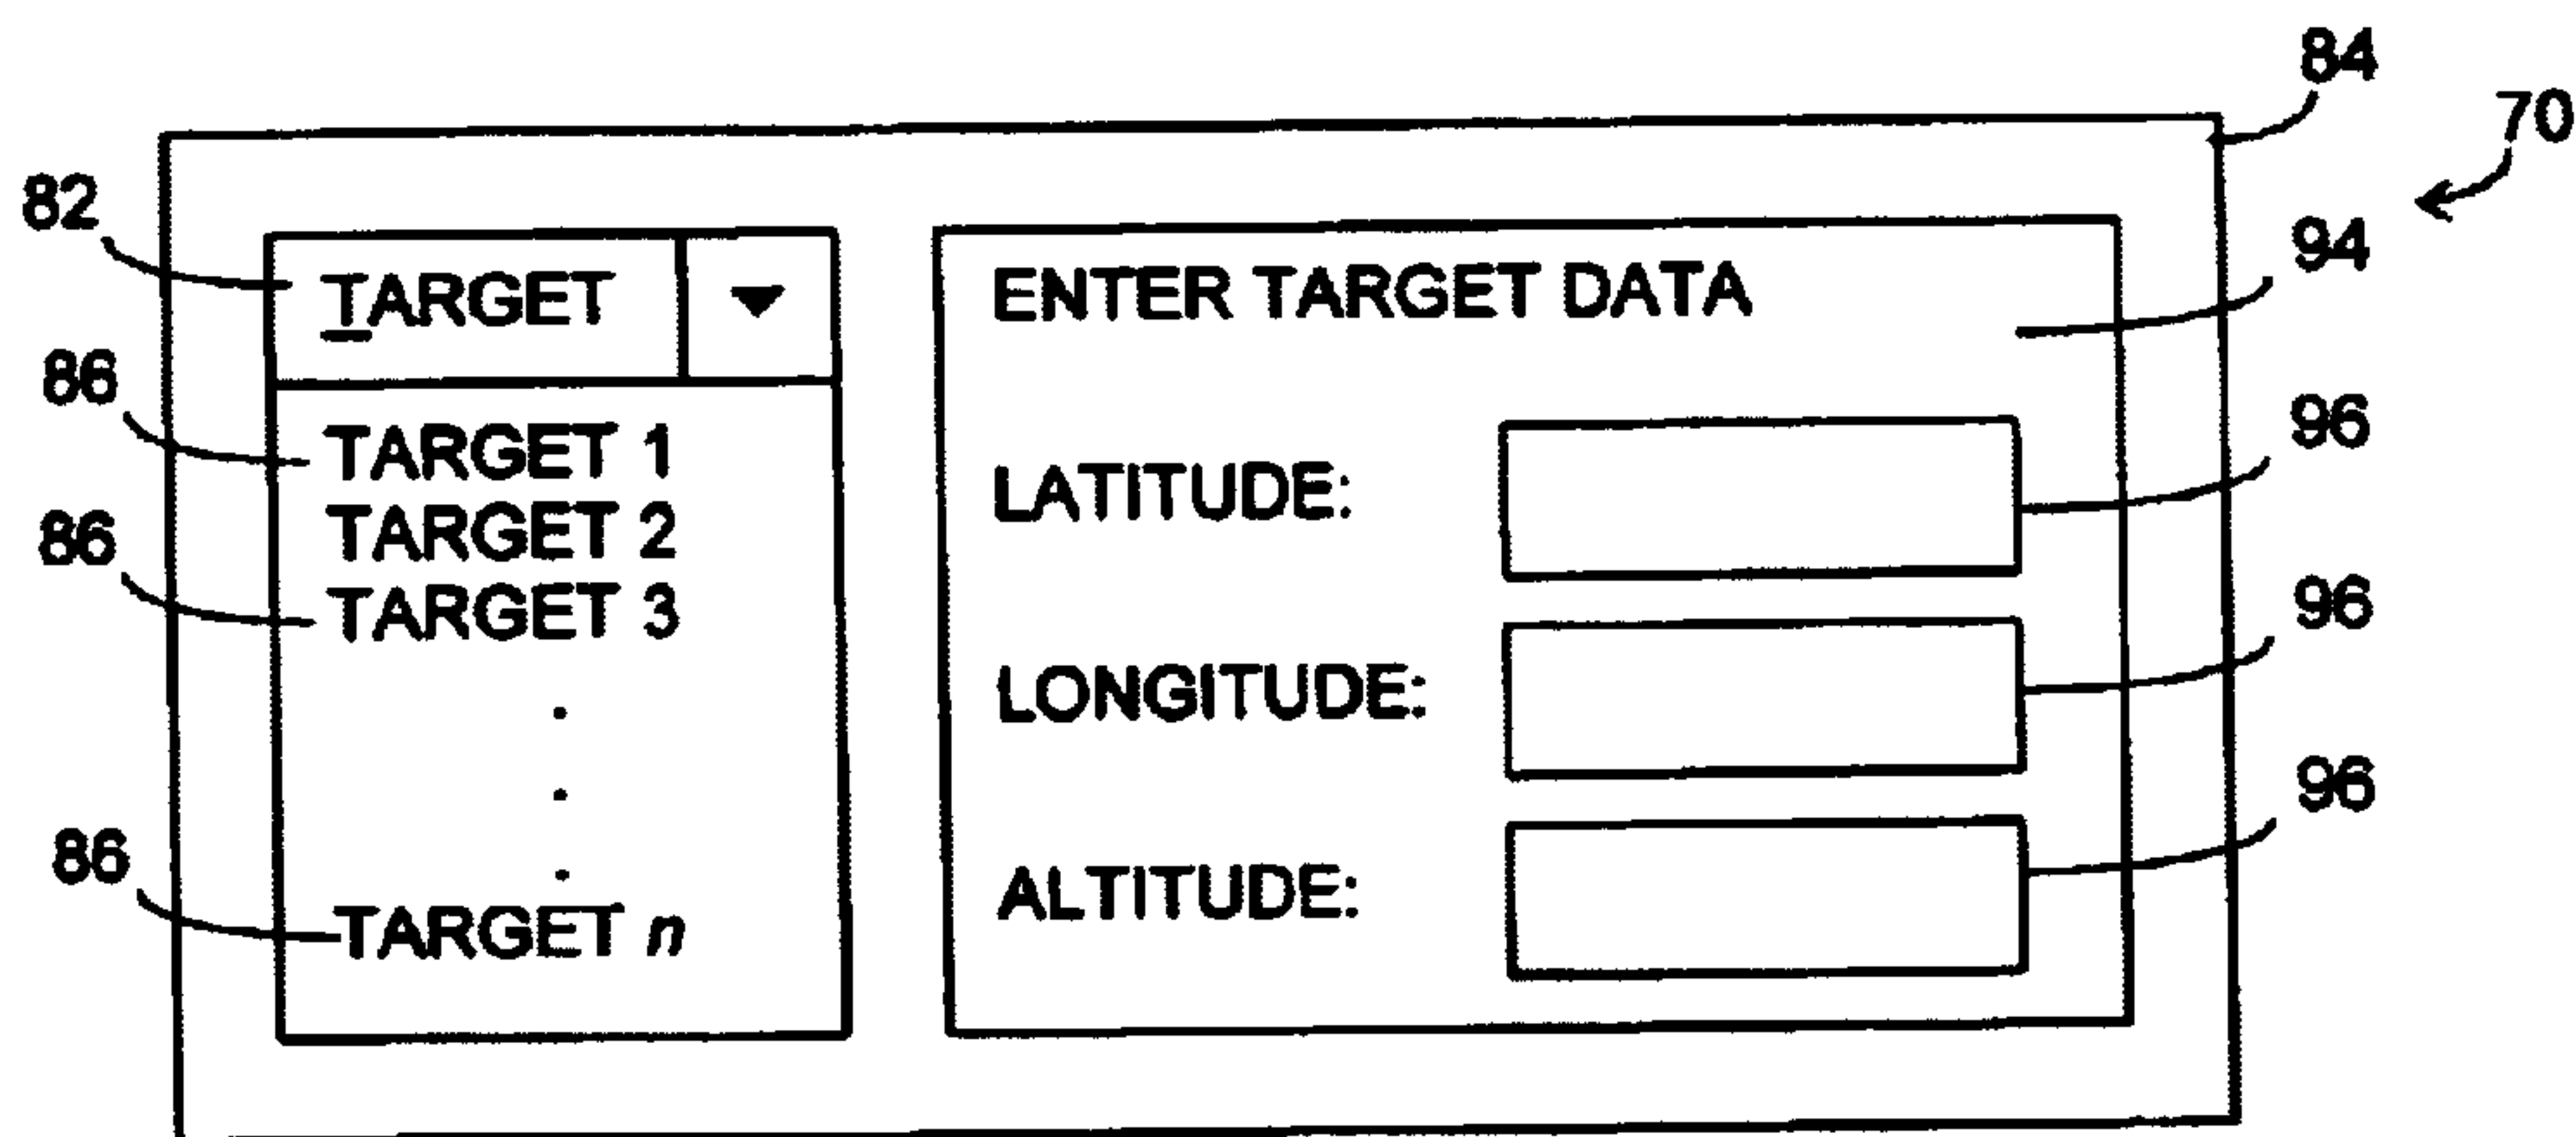 84
70
82
TARGET
86
TARGET 1
TARGET 2
86
TARGET 3
.
.
.
86
TARGET n
ENTER TARGET DATA
94
LATITUDE:
96
LONGITUDE:
96
ALTITUDE:
96